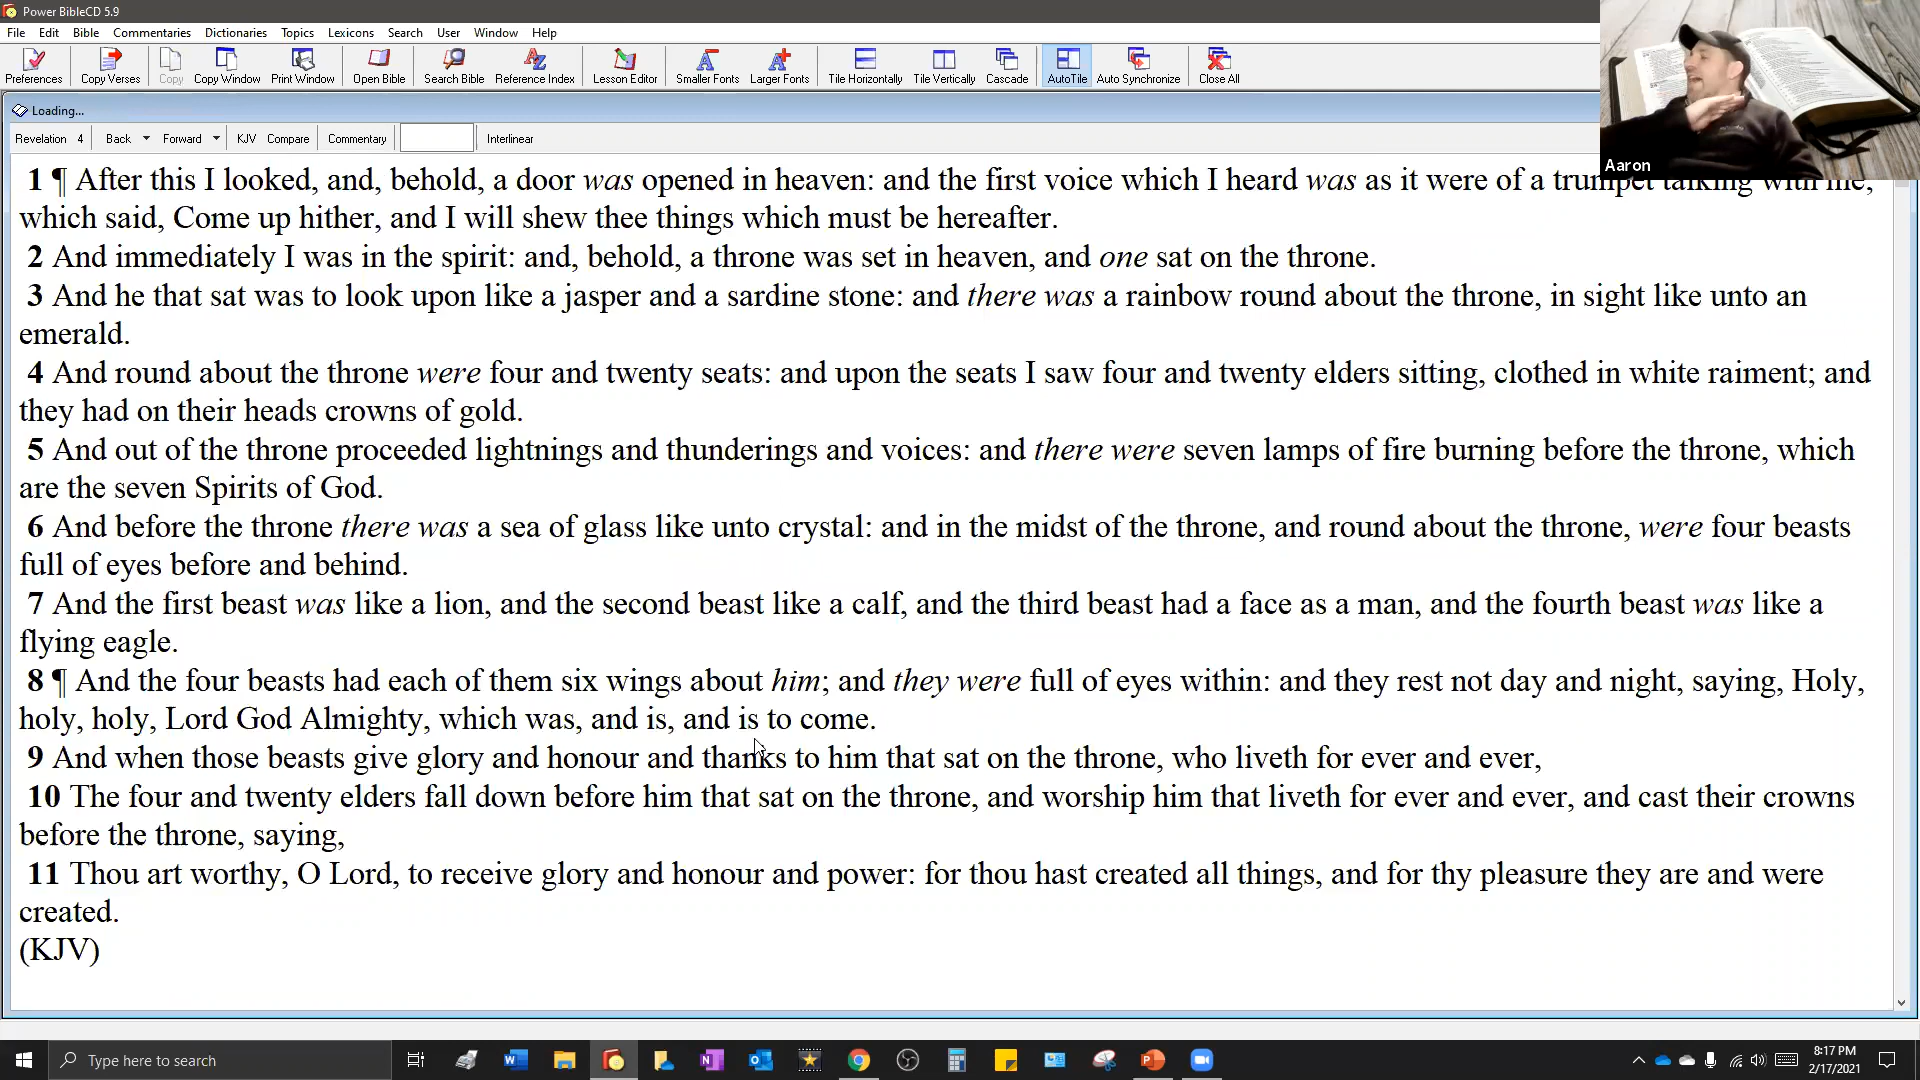 Power BibleCD 5.9
File Edit Bible Commentaries Dictionaries Topics Lexicons Search User Window Help
Preferences Copy Verses Copy Copy Window Print Window Open Bible Search Bible Reference Index Lesson Editor Smaller Fonts Larger Fonts Tile Horizontally Tile Vertically Cascade AutoTile Auto Synchronize Close All
Loading...
Revelation 4 Back Forward KJV Compare Commentary Interlinear
Aaron
1 ¶ After this I looked, and, behold, a door was opened in heaven: and the first voice which I heard was as it were of a trumpet talking with me,
which said, Come up hither, and I will shew thee things which must be hereafter.
2 And immediately I was in the spirit: and, behold, a throne was set in heaven, and one sat on the throne.
3 And he that sat was to look upon like a jasper and a sardine stone: and there was a rainbow round about the throne, in sight like unto an
emerald.
4 And round about the throne were four and twenty seats: and upon the seats I saw four and twenty elders sitting, clothed in white raiment; and
they had on their heads crowns of gold.
5 And out of the throne proceeded lightnings and thunderings and voices: and there were seven lamps of fire burning before the throne, which
are the seven Spirits of God.
6 And before the throne there was a sea of glass like unto crystal: and in the midst of the throne, and round about the throne, were four beasts
full of eyes before and behind.
7 And the first beast was like a lion, and the second beast like a calf, and the third beast had a face as a man, and the fourth beast was like a
flying eagle.
8 ¶ And the four beasts had each of them six wings about him; and they were full of eyes within: and they rest not day and night, saying, Holy,
holy, holy, Lord God Almighty, which was, and is, and is to come.
9 And when those beasts give glory and honour and thanks to him that sat on the throne, who liveth for ever and ever,
10 The four and twenty elders fall down before him that sat on the throne, and worship him that liveth for ever and ever, and cast their crowns
before the throne, saying,
11 Thou art worthy, O Lord, to receive glory and honour and power: for thou hast created all things, and for thy pleasure they are and were
created.
(KJV)
Type here to search
8:17 PM
2/17/2021